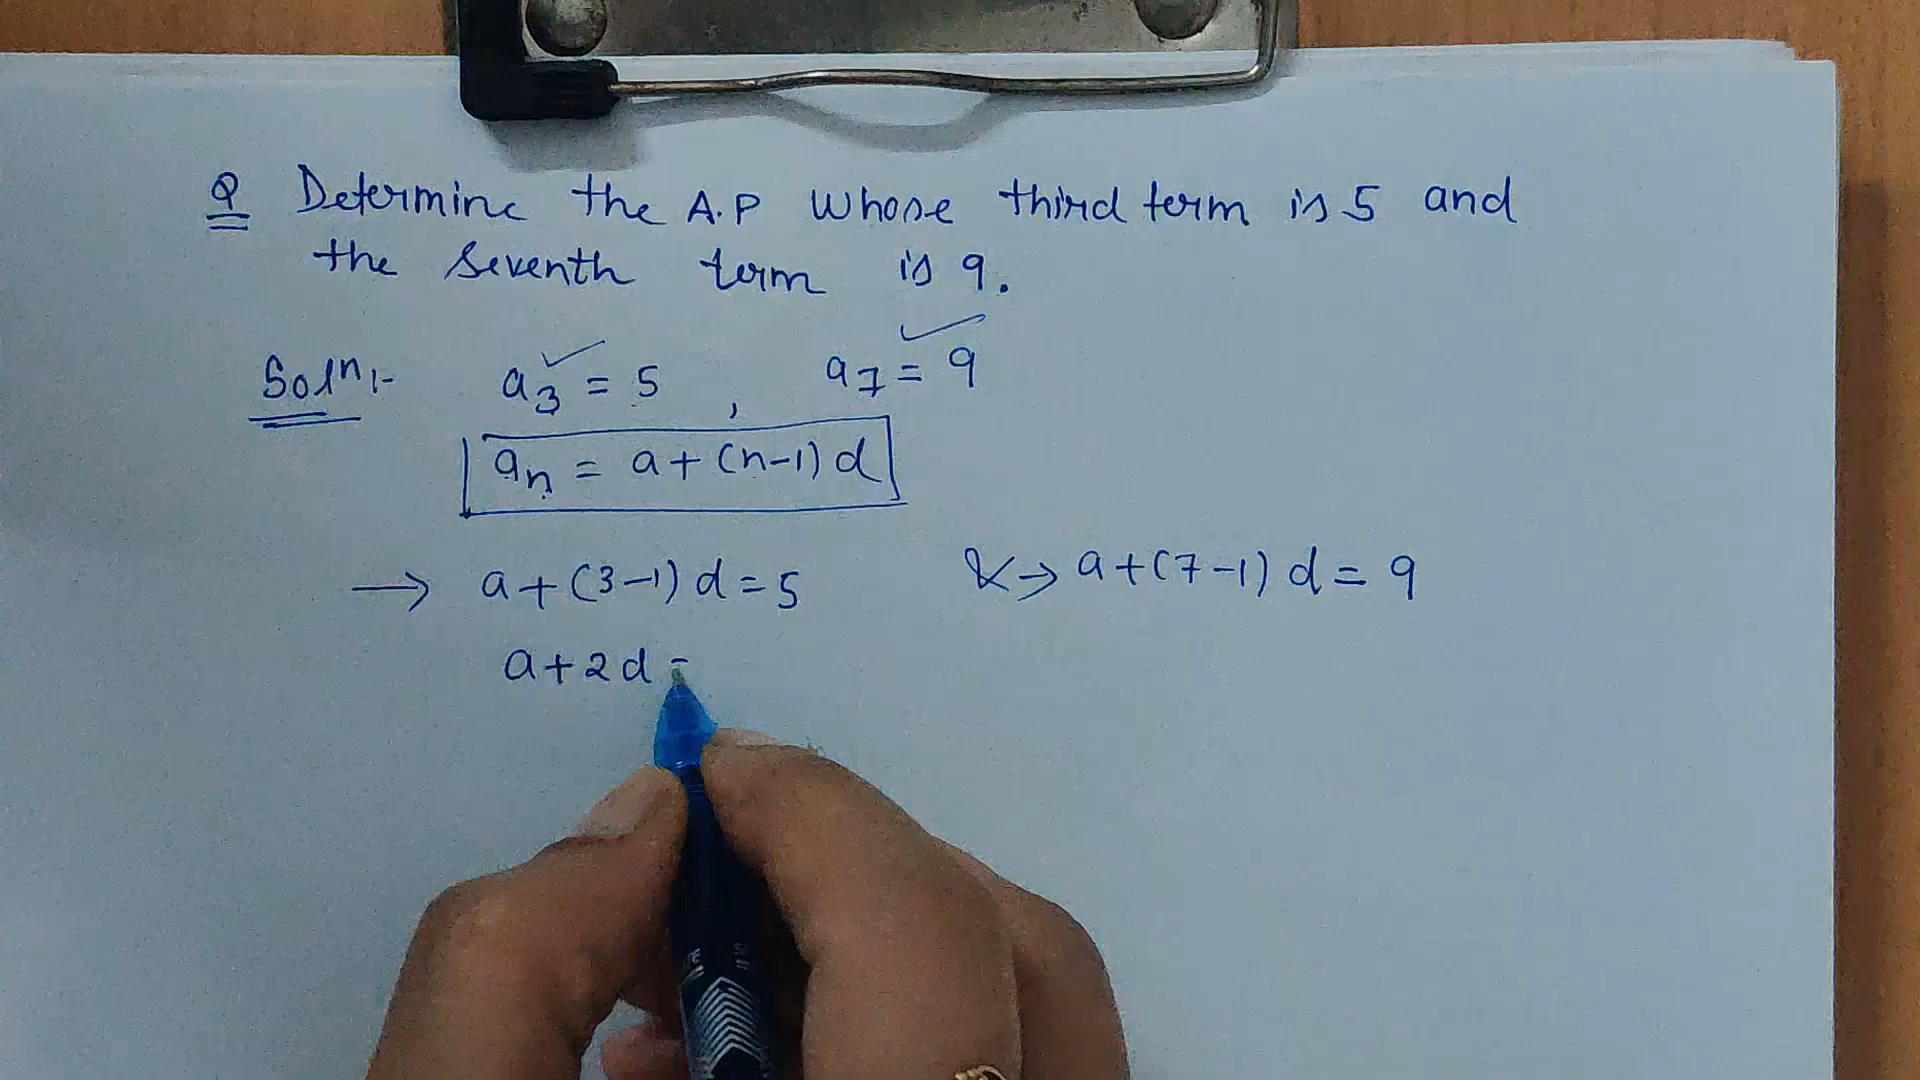 Q Determine the A.P whose third term is 5 and
the seventh term is 9.
Soln:- a3 = 5 , a7 = 9
an = a+(n-1)d
→ a+(3-1)d=5 & → a+(7-1)d=9
a+2d=